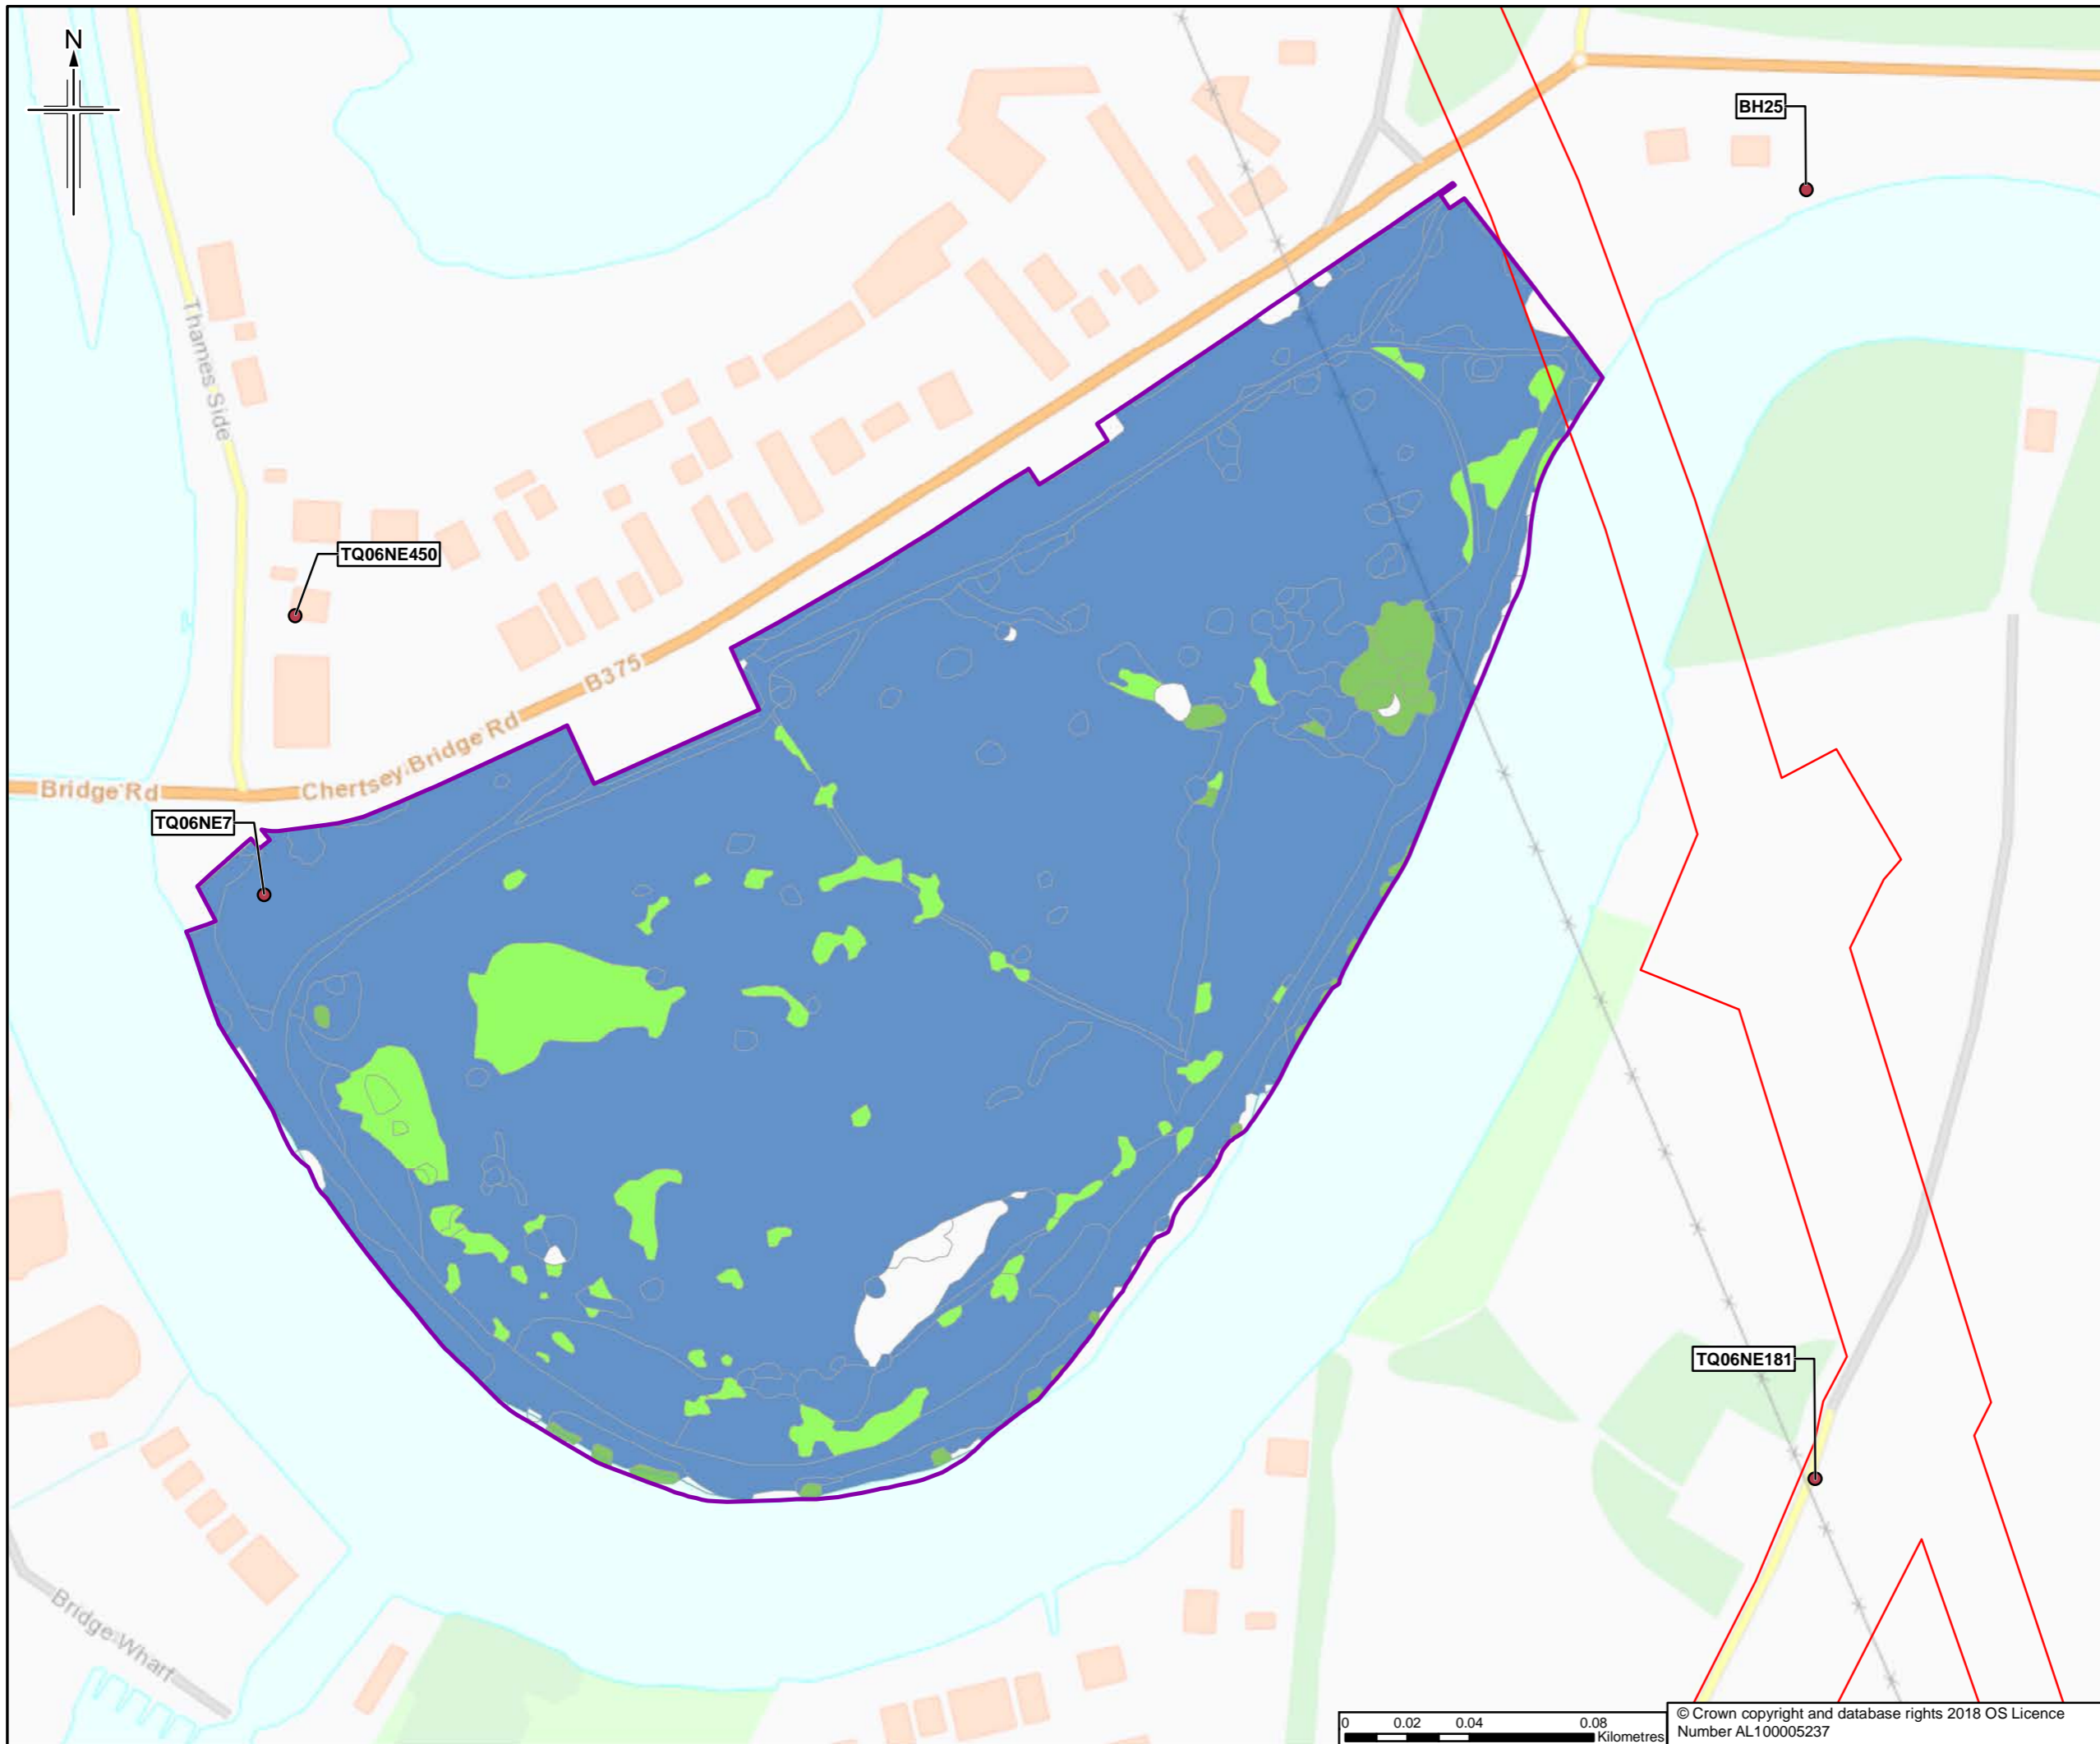 N
BH25
Thames Side
TQ06NE450
B375
Chertsey Bridge Rd
Bridge Rd
TQ06NE7
TQ06NE181
Bridge Wharf
0 0.02 0.04 0.08
Kilometres
© Crown copyright and database rights 2018 OS Licence
Number AL100005237